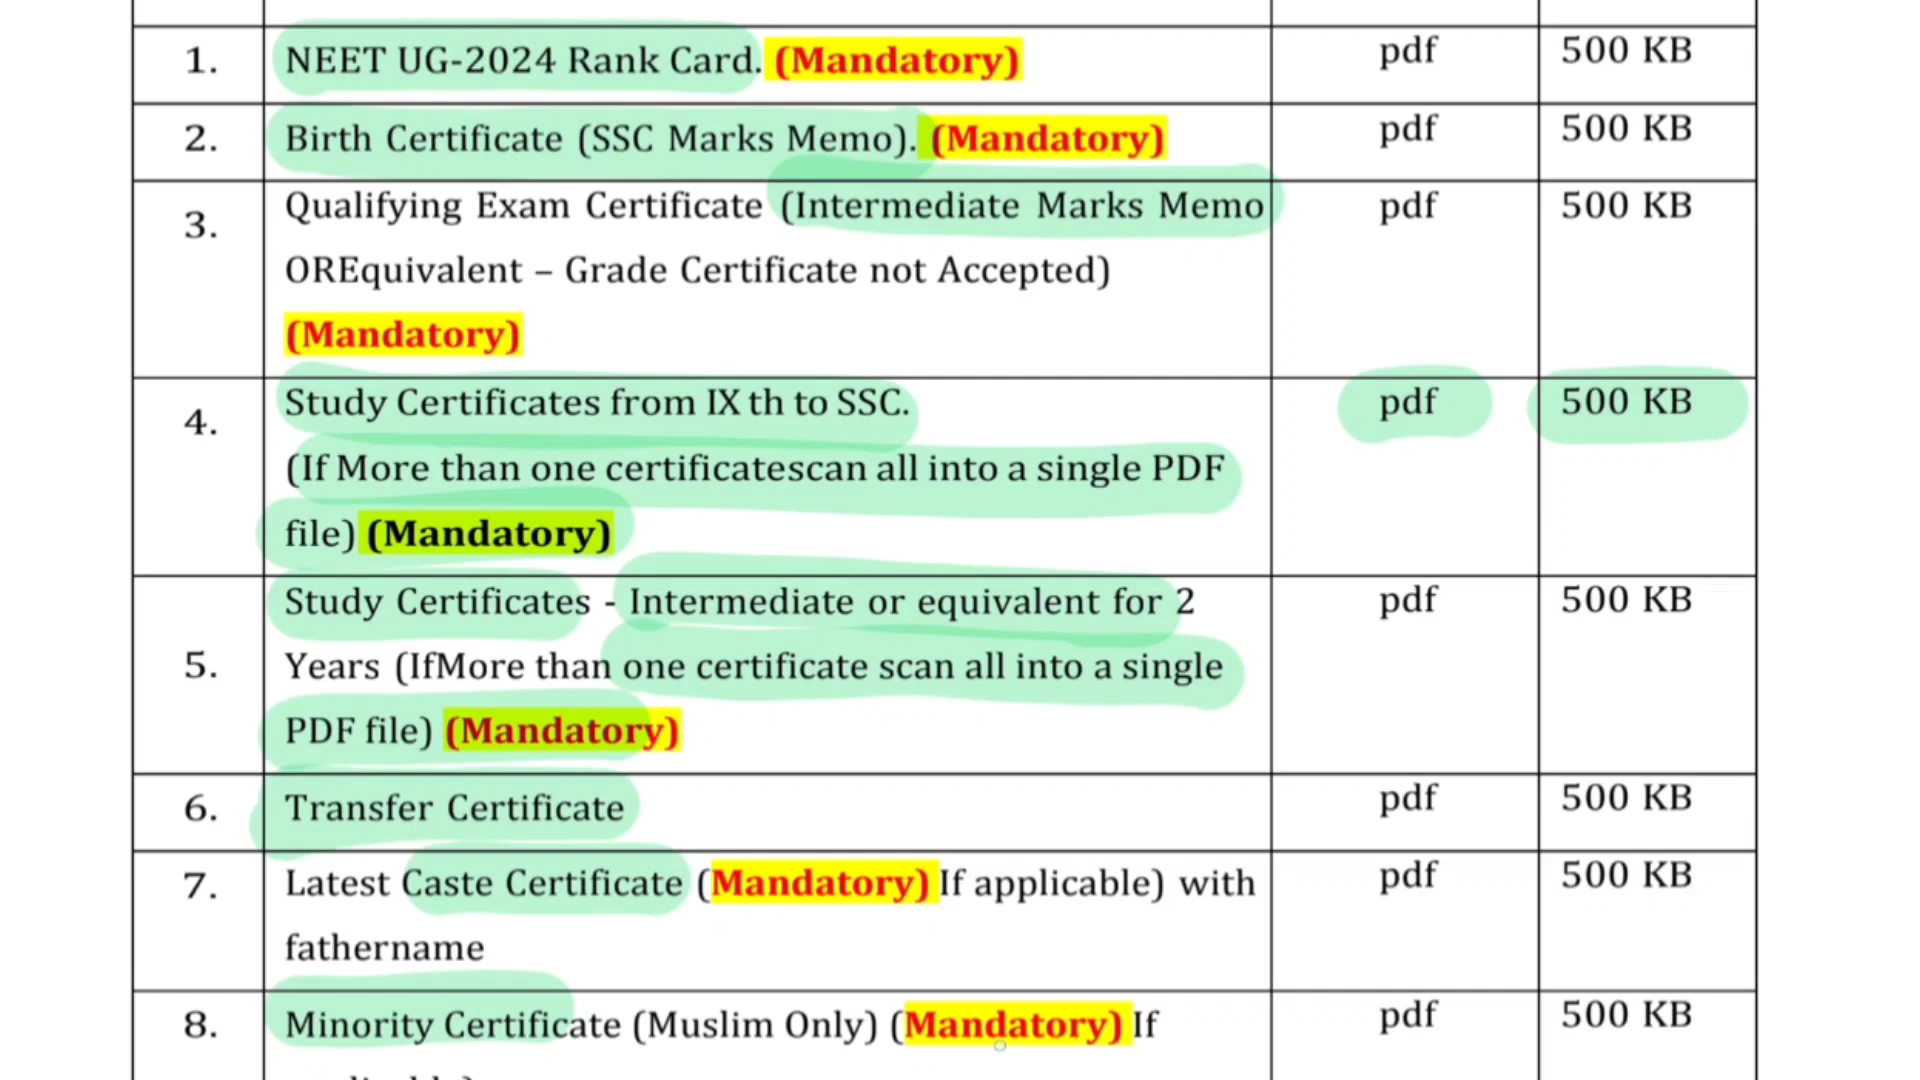 1. NEET UG-2024 Rank Card. (Mandatory) pdf 500 KB
2. Birth Certificate (SSC Marks Memo). (Mandatory) pdf 500 KB
3. Qualifying Exam Certificate (Intermediate Marks Memo pdf 500 KB
OREquivalent – Grade Certificate not Accepted)
(Mandatory)
4. Study Certificates from IX th to SSC. pdf 500 KB
(If More than one certificatescan all into a single PDF
file) (Mandatory)
Study Certificates - Intermediate or equivalent for 2 pdf 500 KB
5. Years (IfMore than one certificate scan all into a single
PDF file) (Mandatory)
6. Transfer Certificate pdf 500 KB
7. Latest Caste Certificate (Mandatory) If applicable) with pdf 500 KB
fathername
8. Minority Certificate (Muslim Only) (Mandatory) If pdf 500 KB